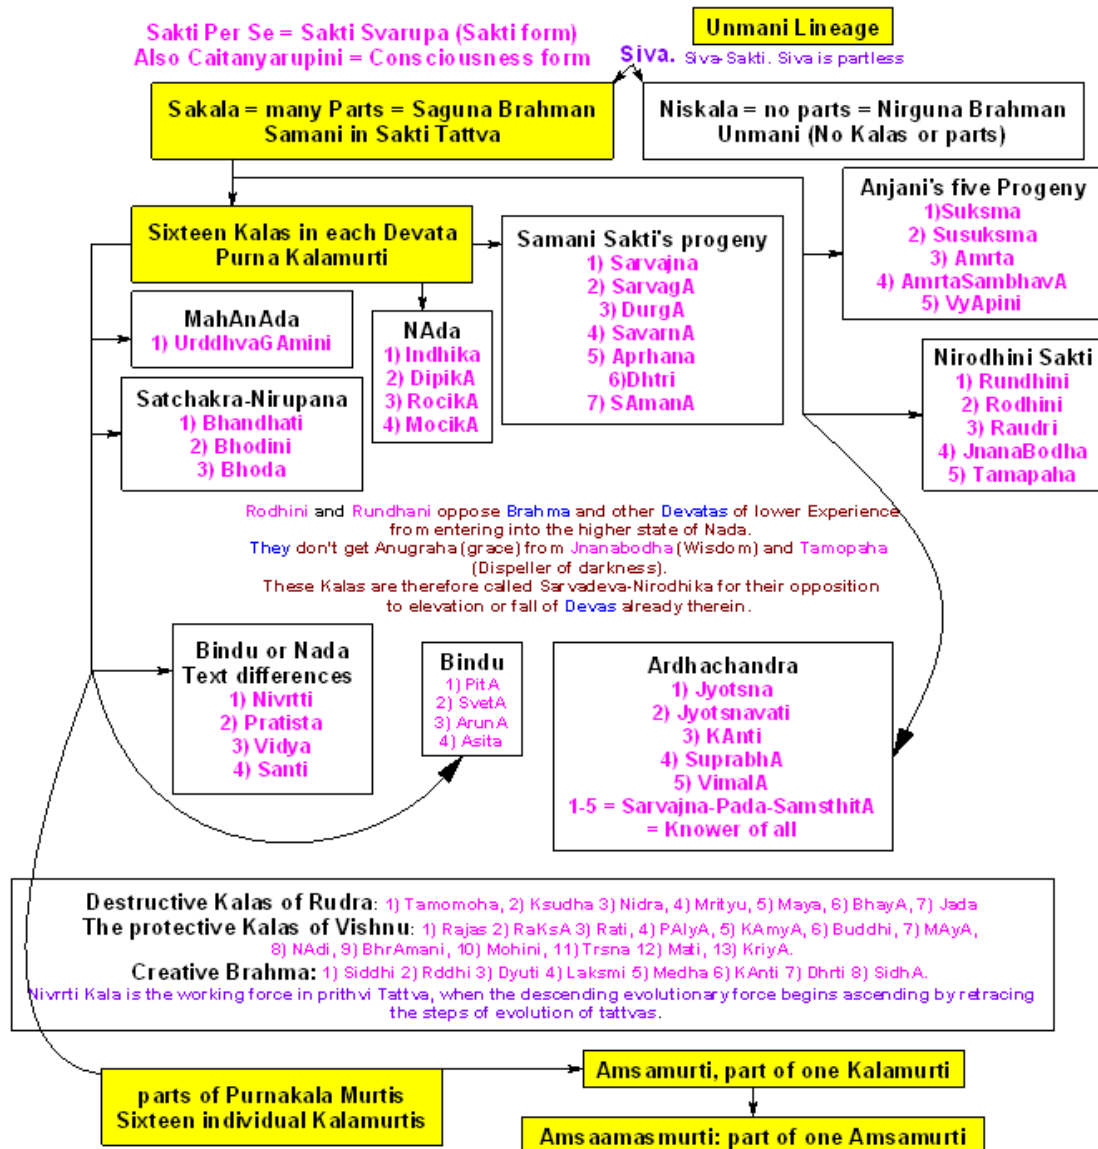 Sakti Per Se = Sakti Svarupa (Sakti form)
Also Caitanyarupini = Consciousness form
Unmani Lineage
Siva. Siva-Sakti. Siva is partless
Sakala = many Parts = Saguna Brahman
Samani in Sakti Tattva
Niskala = no parts = Nirguna Brahman
Unmani (No Kalas or parts)
Sixteen Kalas in each Devata
Purna Kalamurti
Samani Sakti's progeny
1) Sarvajna
2) SarvagA
3) DurgA
4) SavarnA
5) Aprhana
6)Dhtri
7) SAmanA
Anjani's five Progeny
1)Suksma
2) Susuksma
3) Amrta
4) AmrtaSambhavA
5) VyApini
MahAnAda
1) UrddhvaGAmini
NAda
1) Indhika
2) DipikA
3) RocikA
4) MocikA
Nirodhini Sakti
1) Rundhini
2) Rodhini
3) Raudri
4) JnanaBodha
5) Tamapaha
Satchakra-Nirupana
1) Bhandhati
2) Bhodini
3) Bhoda
Rodhini and Rundhani oppose Brahma and other Devatas of lower Experience
from entering into the higher state of Nada.
They don't get Anugraha (grace) from Jnanabodha (Wisdom) and Tamopaha
(Dispeller of darkness).
These Kalas are therefore called Sarvadeva-Nirodhika for their opposition
to elevation or fall of Devas already therein.
Bindu or Nada
Text differences
1) Nivrtti
2) Pratista
3) Vidya
4) Santi
Bindu
1) PitA
2) SvetA
3) ArunA
4) Asita
Ardhachandra
1) Jyotsna
2) Jyotsnavati
3) KAnti
4) SuprabhA
5) VimalA
1-5 = Sarvajna-Pada-SamsthitA
= Knower of all
Destructive Kalas of Rudra: 1) Tamomoha, 2) Ksudha 3) Nidra, 4) Mrityu, 5) Maya, 6) BhayA, 7) Jada
The protective Kalas of Vishnu: 1) Rajas 2) RaKsA 3) Rati, 4) PAlyA, 5) KAmyA, 6) Buddhi, 7) MAyA,
8) NAdi, 9) BhrAmani, 10) Mohini, 11) Trsna 12) Mati, 13) KriyA.
Creative Brahma: 1) Siddhi 2) Rddhi 3) Dyuti 4) Laksmi 5) Medha 6) KAnti 7) Dhrti 8) SidhA.
Nivrrti Kala is the working force in prithvi Tattva, when the descending evolutionary force begins ascending by retracing
the steps of evolution of tattvas.
parts of Purnakala Murtis
Sixteen individual Kalamurtis
Amsamurti, part of one Kalamurti
Amsaamasmurti: part of one Amsamurti